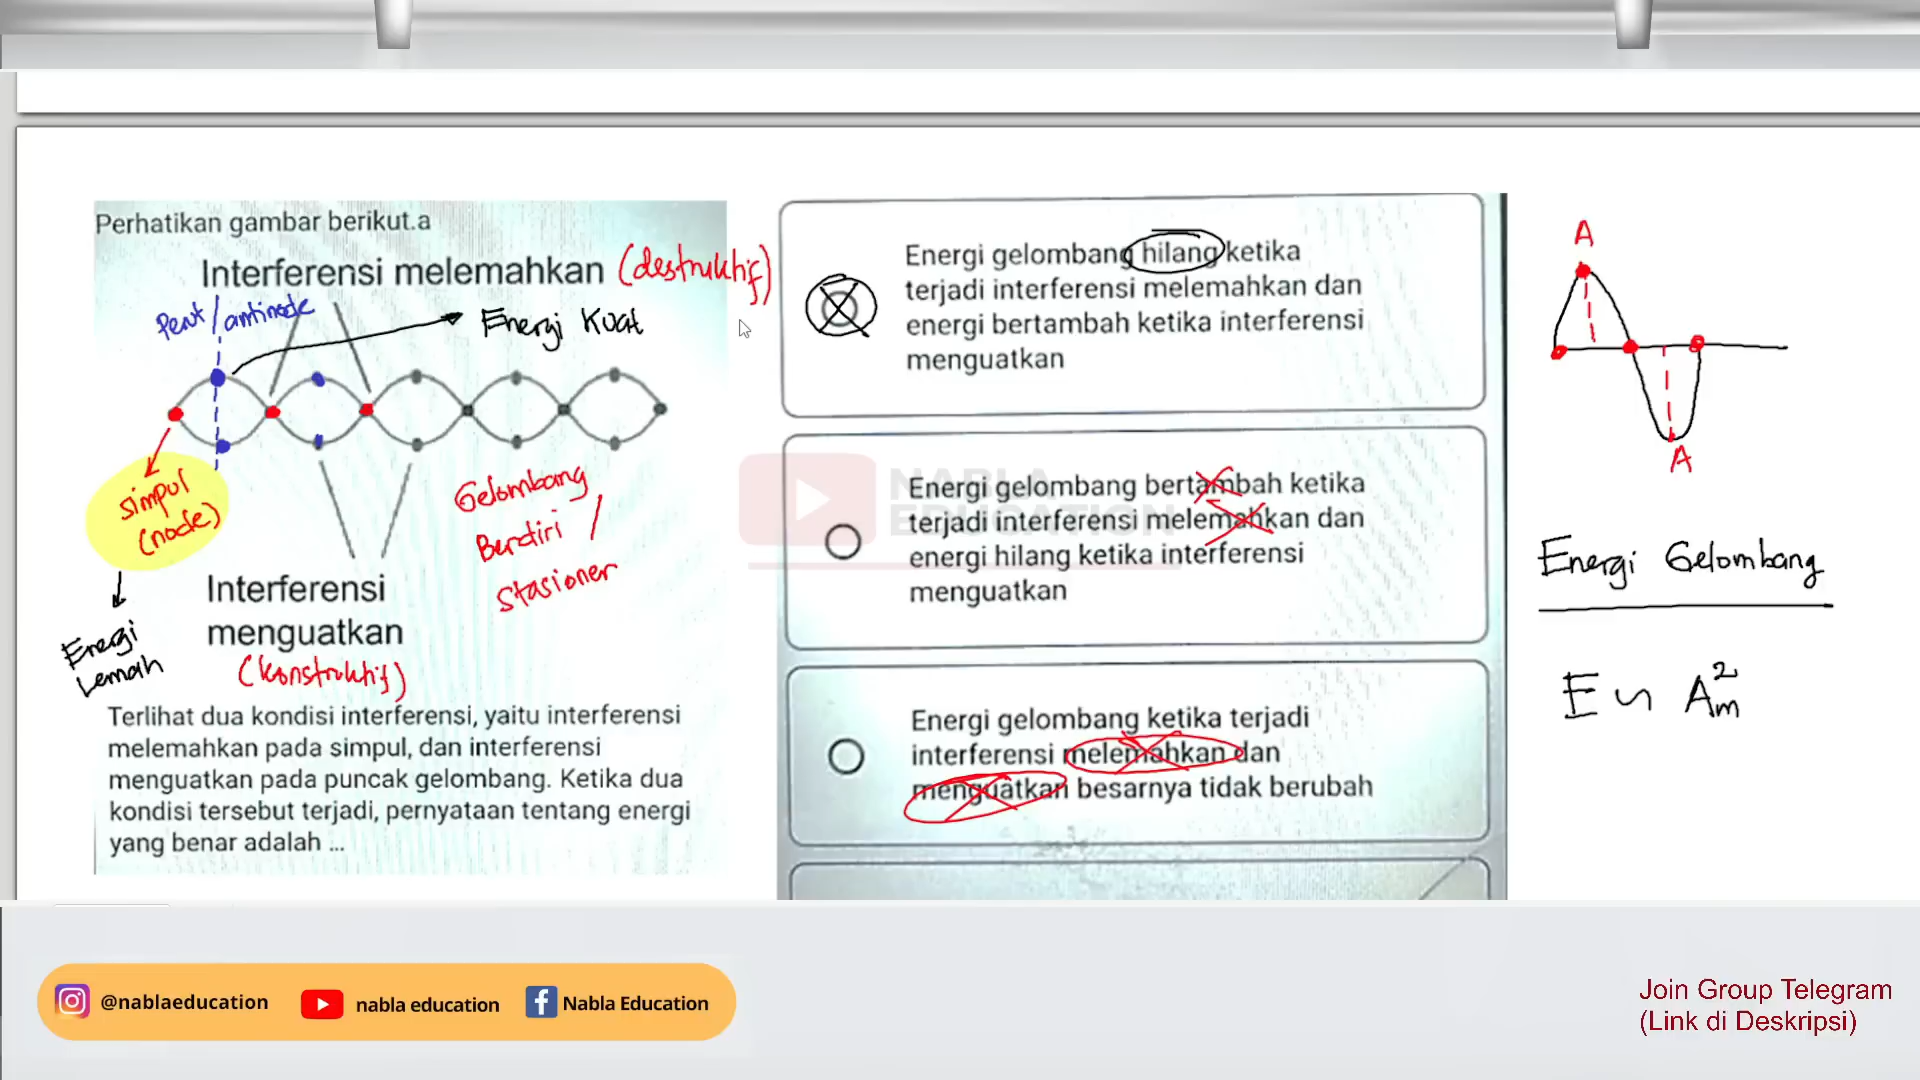 Perhatikan gambar berikut.a
Interferensi melemahkan (destruktif)
Perut/antinode
Energi Kuat
simpul
(node)
Energi
Lemah
Gelombang
Berdiri /
Stasioner
Interferensi
menguatkan
(konstruktif)
Terlihat dua kondisi interferensi, yaitu interferensi
melemahkan pada simpul, dan interferensi
menguatkan pada puncak gelombang. Ketika dua
kondisi tersebut terjadi, pernyataan tentang energi
yang benar adalah ...
Energi gelombang hilang ketika
terjadi interferensi melemahkan dan
energi bertambah ketika interferensi
menguatkan
Energi gelombang bertambah ketika
terjadi interferensi melemahkan dan
energi hilang ketika interferensi
menguatkan
Energi gelombang ketika terjadi
interferensi melemahkan dan
menguatkan besarnya tidak berubah
NABLA
EDUCATION
A
A
Energi Gelombang
E ∽ A²m
@nablaeducation
nabla education
Nabla Education
Join Group Telegram
(Link di Deskripsi)